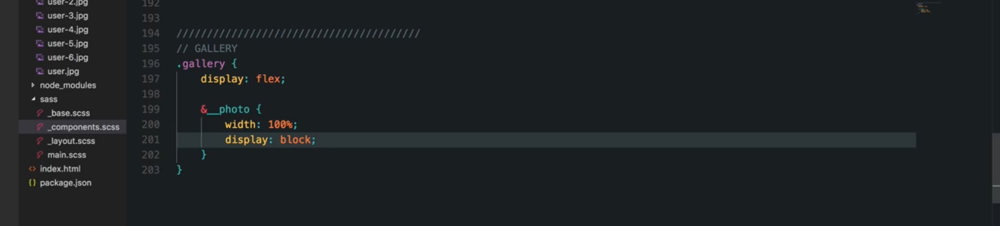 user-2.jpg
user-3.jpg
user-4.jpg
user-5.jpg
user-6.jpg
user.jpg
node_modules
sass
_base.scss
_components.scss
_layout.scss
main.scss
index.html
{} package.json
192
193
194 ////////////////////////////////////////
195 // GALLERY
196 .gallery {
197 display: flex;
198
199 &__photo {
200 width: 100%;
201 display: block;
202 }
203 }